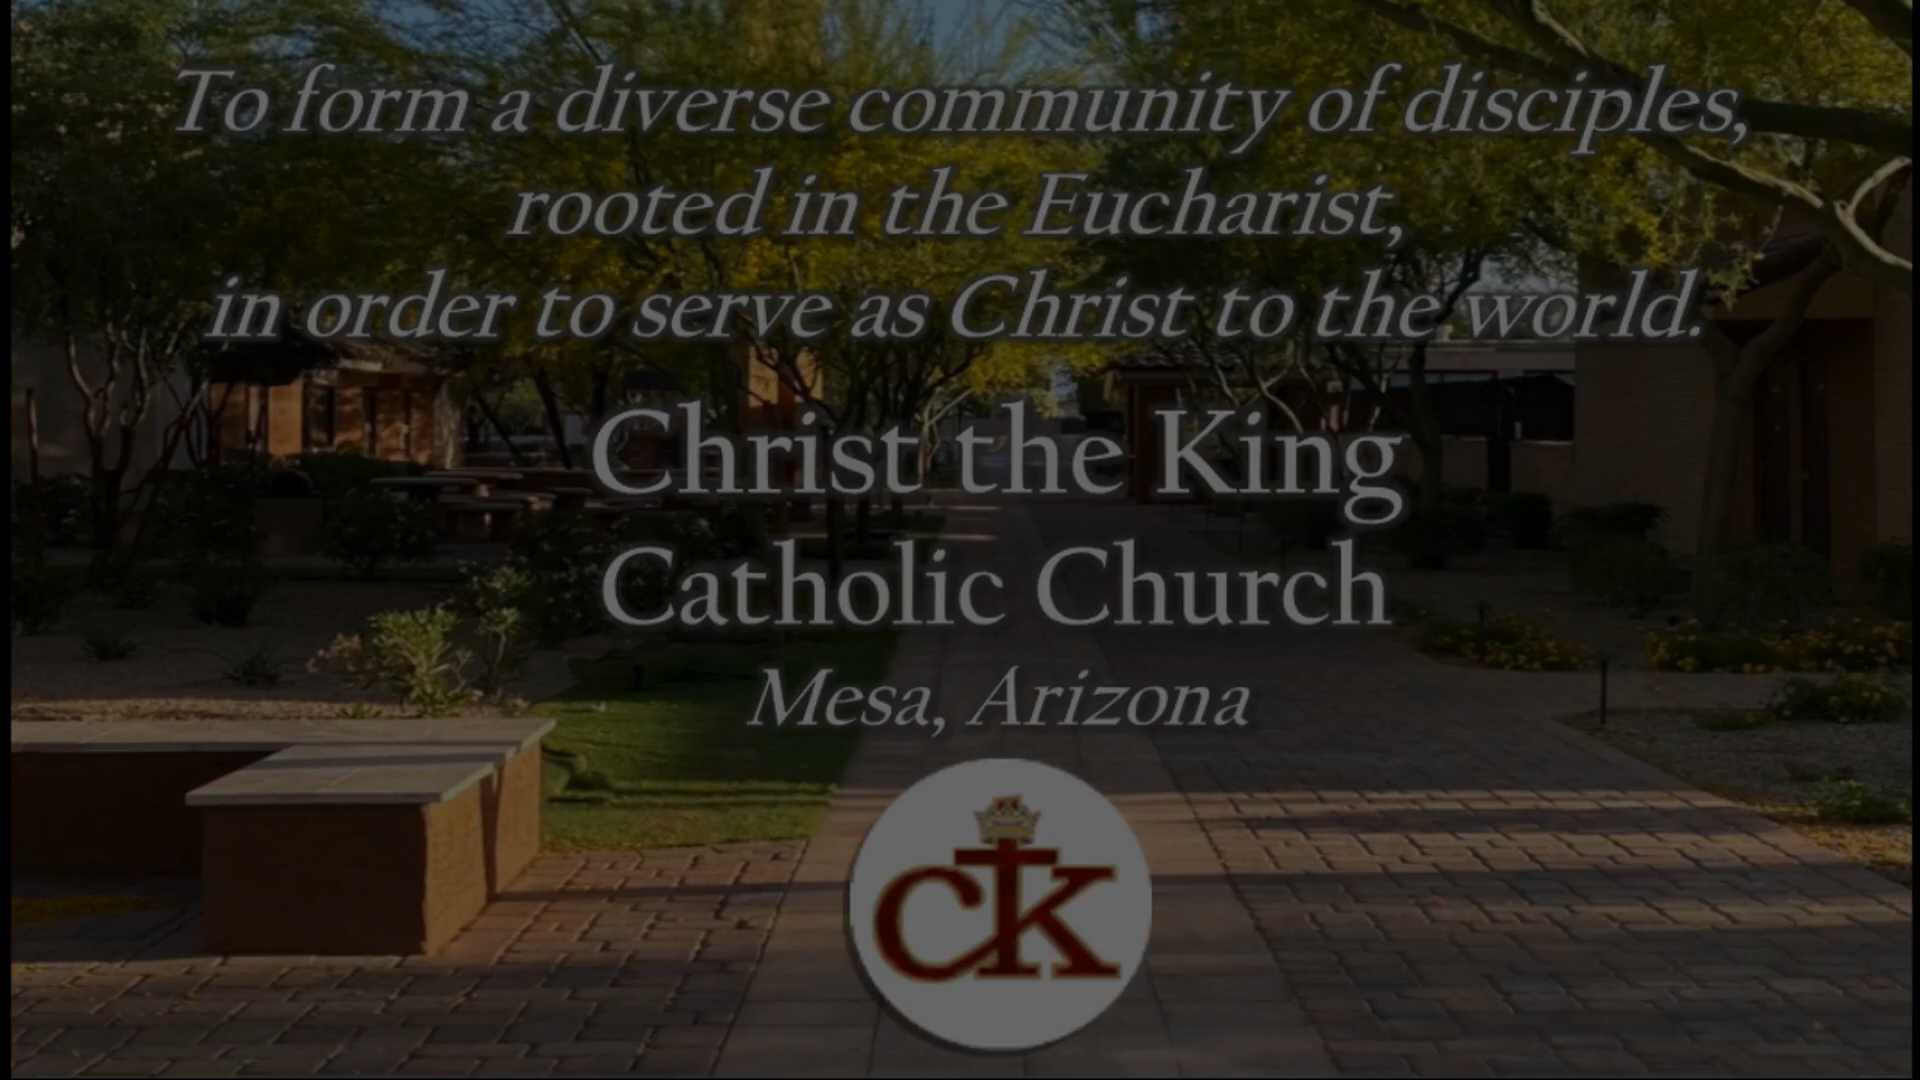 To form a diverse community of disciples,
rooted in the Eucharist,
in order to serve as Christ to the world.
Christ the King
Catholic Church
Mesa, Arizona
CTK